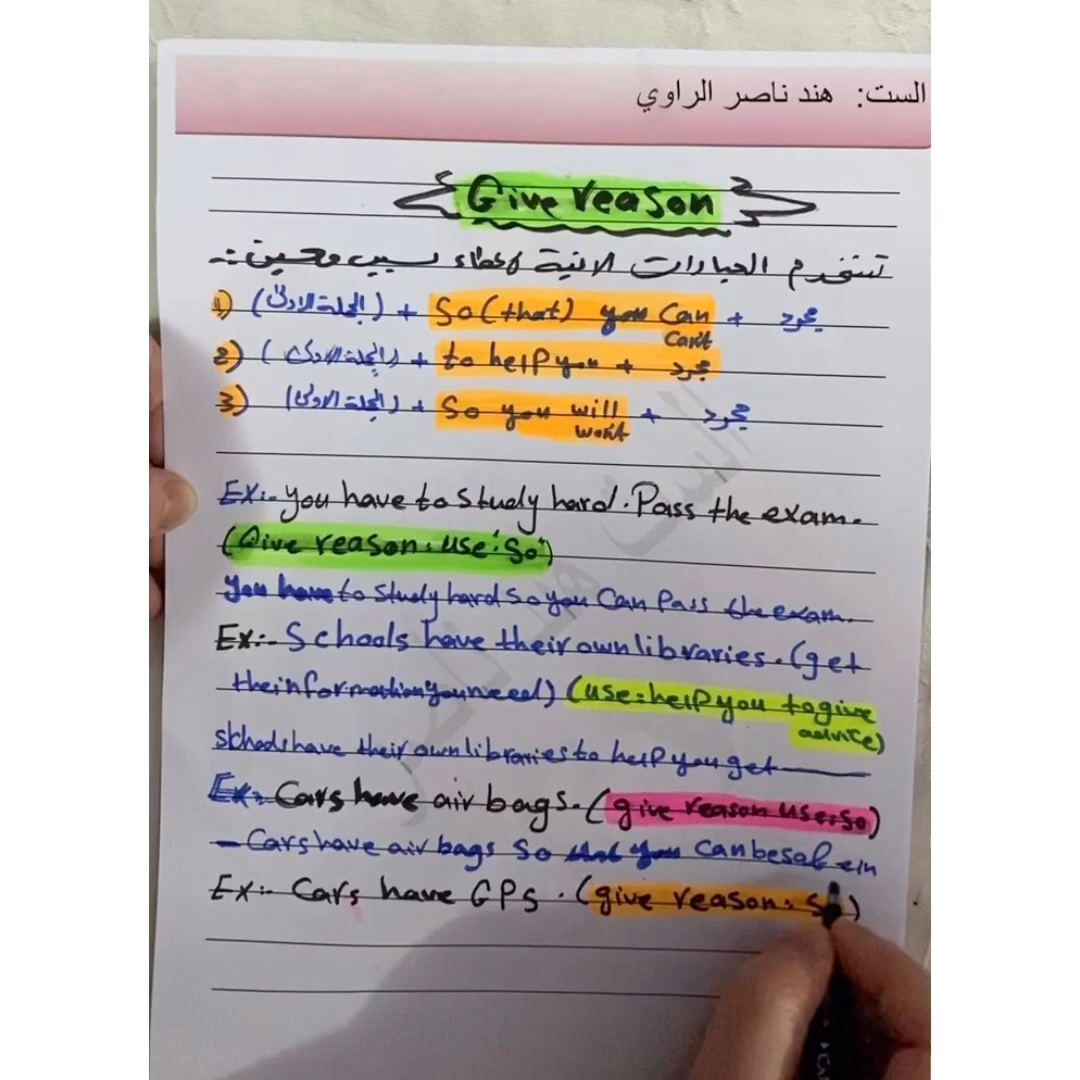 الست: هند ناصر الراوي
Give reason
تستخدم العبارات الاتية لاعطاء سبب معين :-
1) (الجملة الاولى) + So (that) you Can + مجرد
Can't
2) (الجملة الاولى) + to help you + مجرد
3) (الجملة الاولى) + So you will + مجرد
won't
EX:- you have to study hard. Pass the exam.
(Give reason: use: "So")
you have to study hard so you Can Pass the exam.
Ex:- Schools have their own libraries. (get
the information you need) (use: help you to give
advice)
schools have their own libraries to help you get
Ex:- Cars have air bags. (give reason use: so)
- Cars have air bags so you can be safe in
Ex:- Cars have GPS. (give reason: